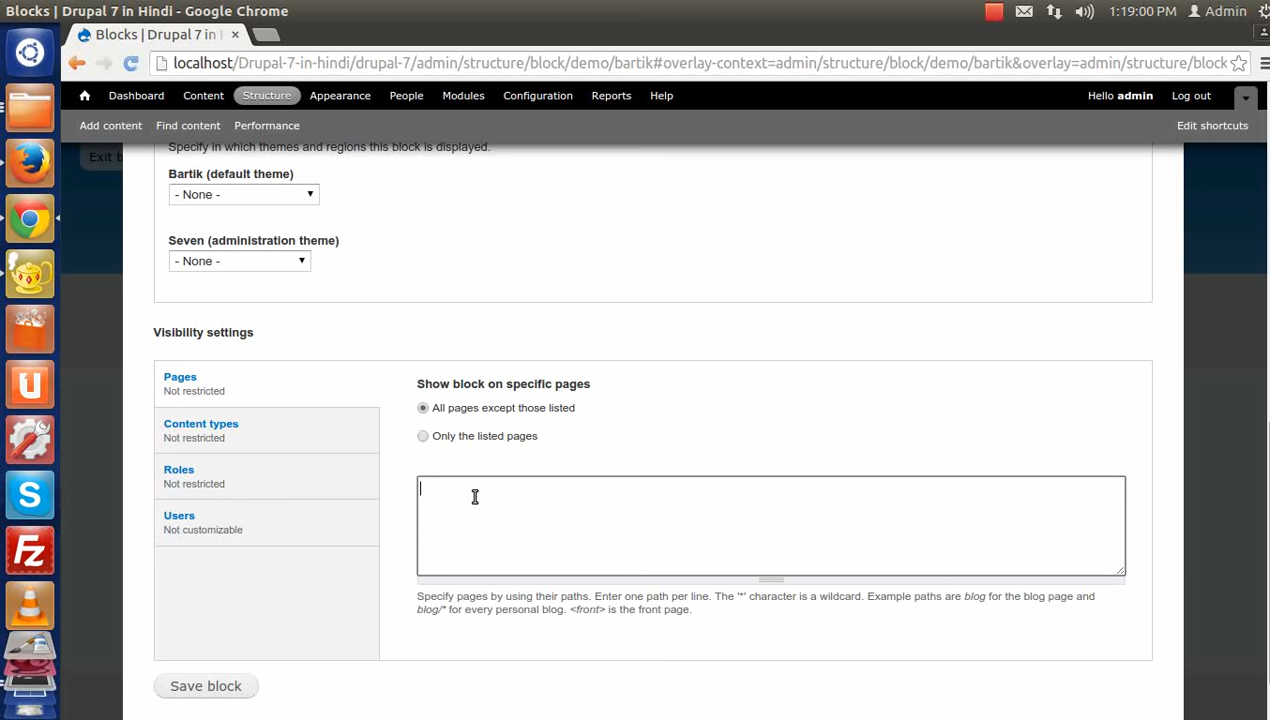 Blocks | Drupal 7 in Hindi - Google Chrome
1:19:00 PM
Admin
Blocks | Drupal 7 in
localhost/Drupal-7-in-hindi/drupal-7/admin/structure/block/demo/bartik#overlay-context=admin/structure/block/demo/bartik&overlay=admin/structure/block
Dashboard Content Structure Appearance People Modules Configuration Reports Help Hello admin Log out
Add content Find content Performance Edit shortcuts
Exit b
Specify in which themes and regions this block is displayed.
Bartik (default theme)
- None -
Seven (administration theme)
- None -
Visibility settings
Pages
Not restricted
Content types
Not restricted
Roles
Not restricted
Users
Not customizable
Show block on specific pages
All pages except those listed
Only the listed pages
Specify pages by using their paths. Enter one path per line. The '*' character is a wildcard. Example paths are blog for the blog page and
blog/* for every personal blog. <front> is the front page.
Save block